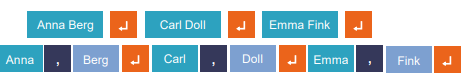 Anna Berg ↵ Carl Doll ↵ Emma Fink ↵
Anna , Berg ↵ Carl , Doll ↵ Emma , Fink ↵